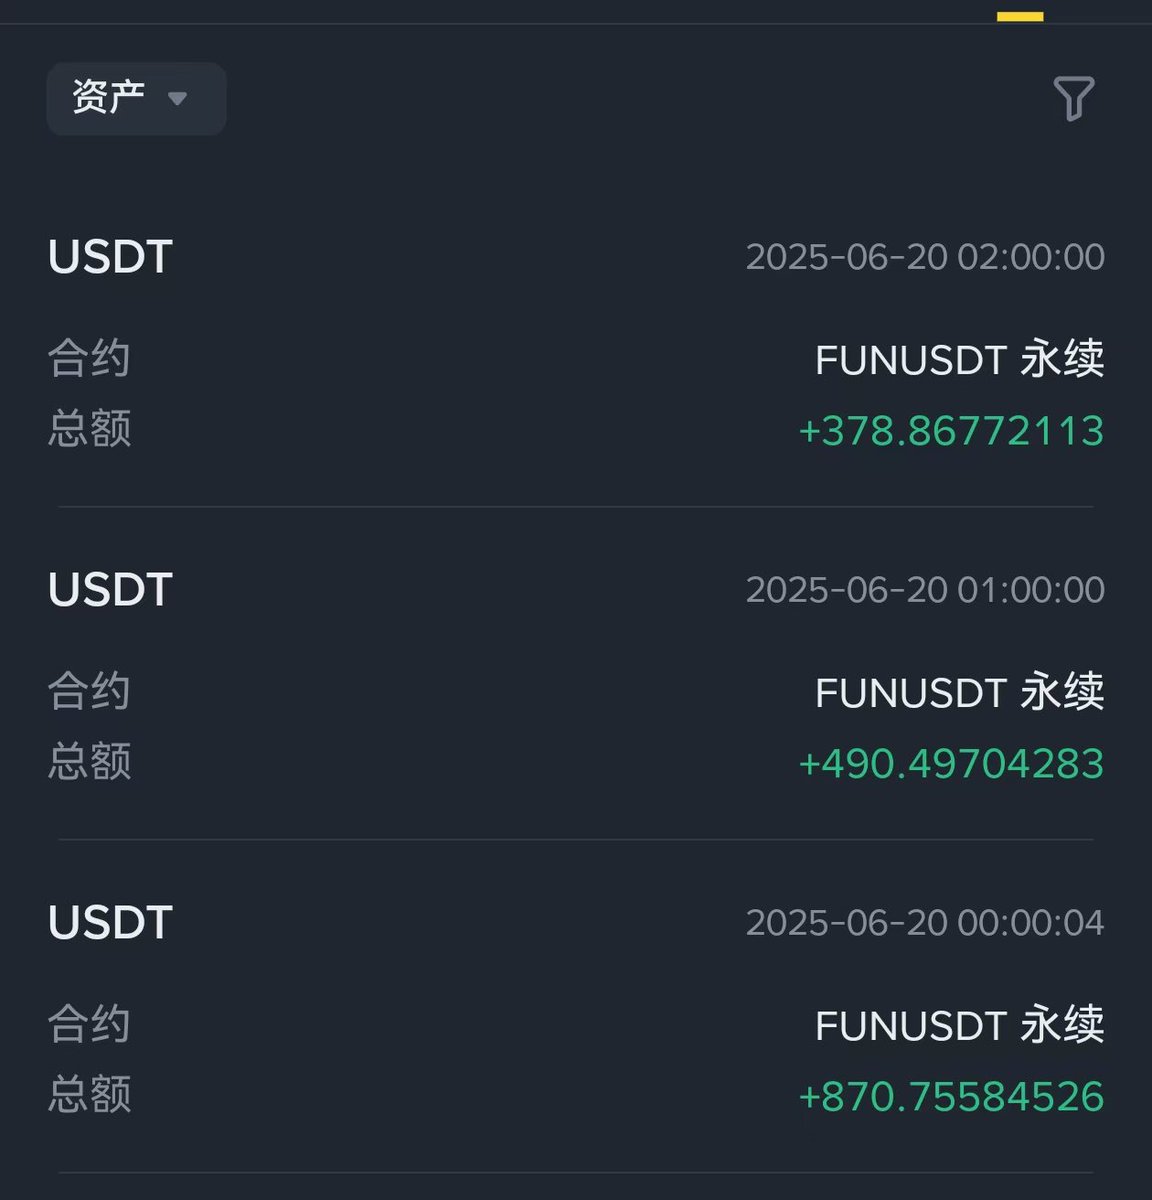 资产
USDT 2025-06-20 02:00:00
合约 FUNUSDT 永续
总额 +378.86772113
USDT 2025-06-20 01:00:00
合约 FUNUSDT 永续
总额 +490.49704283
USDT 2025-06-20 00:00:04
合约 FUNUSDT 永续
总额 +870.75584526